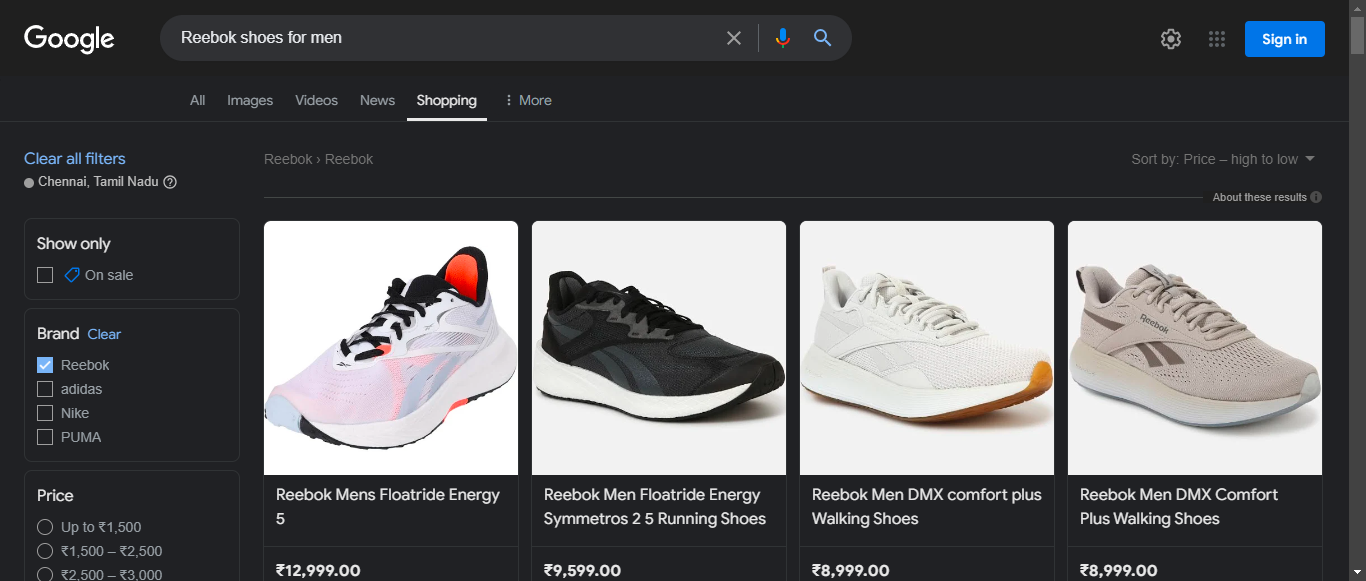 Google
Reebok shoes for men
Sign in
All Images Videos News Shopping More
Clear all filters
Chennai, Tamil Nadu
Reebok › Reebok
Sort by: Price – high to low
About these results
Show only
On sale
Brand Clear
Reebok
adidas
Nike
PUMA
Price
Up to ₹1,500
₹1,500 – ₹2,500
₹2,500 – ₹3,000
Reebok
Reebok Mens Floatride Energy
5
₹12,999.00
Reebok Men Floatride Energy
Symmetros 2 5 Running Shoes
₹9,599.00
Reebok Men DMX comfort plus
Walking Shoes
₹8,999.00
Reebok Men DMX Comfort
Plus Walking Shoes
₹8,999.00